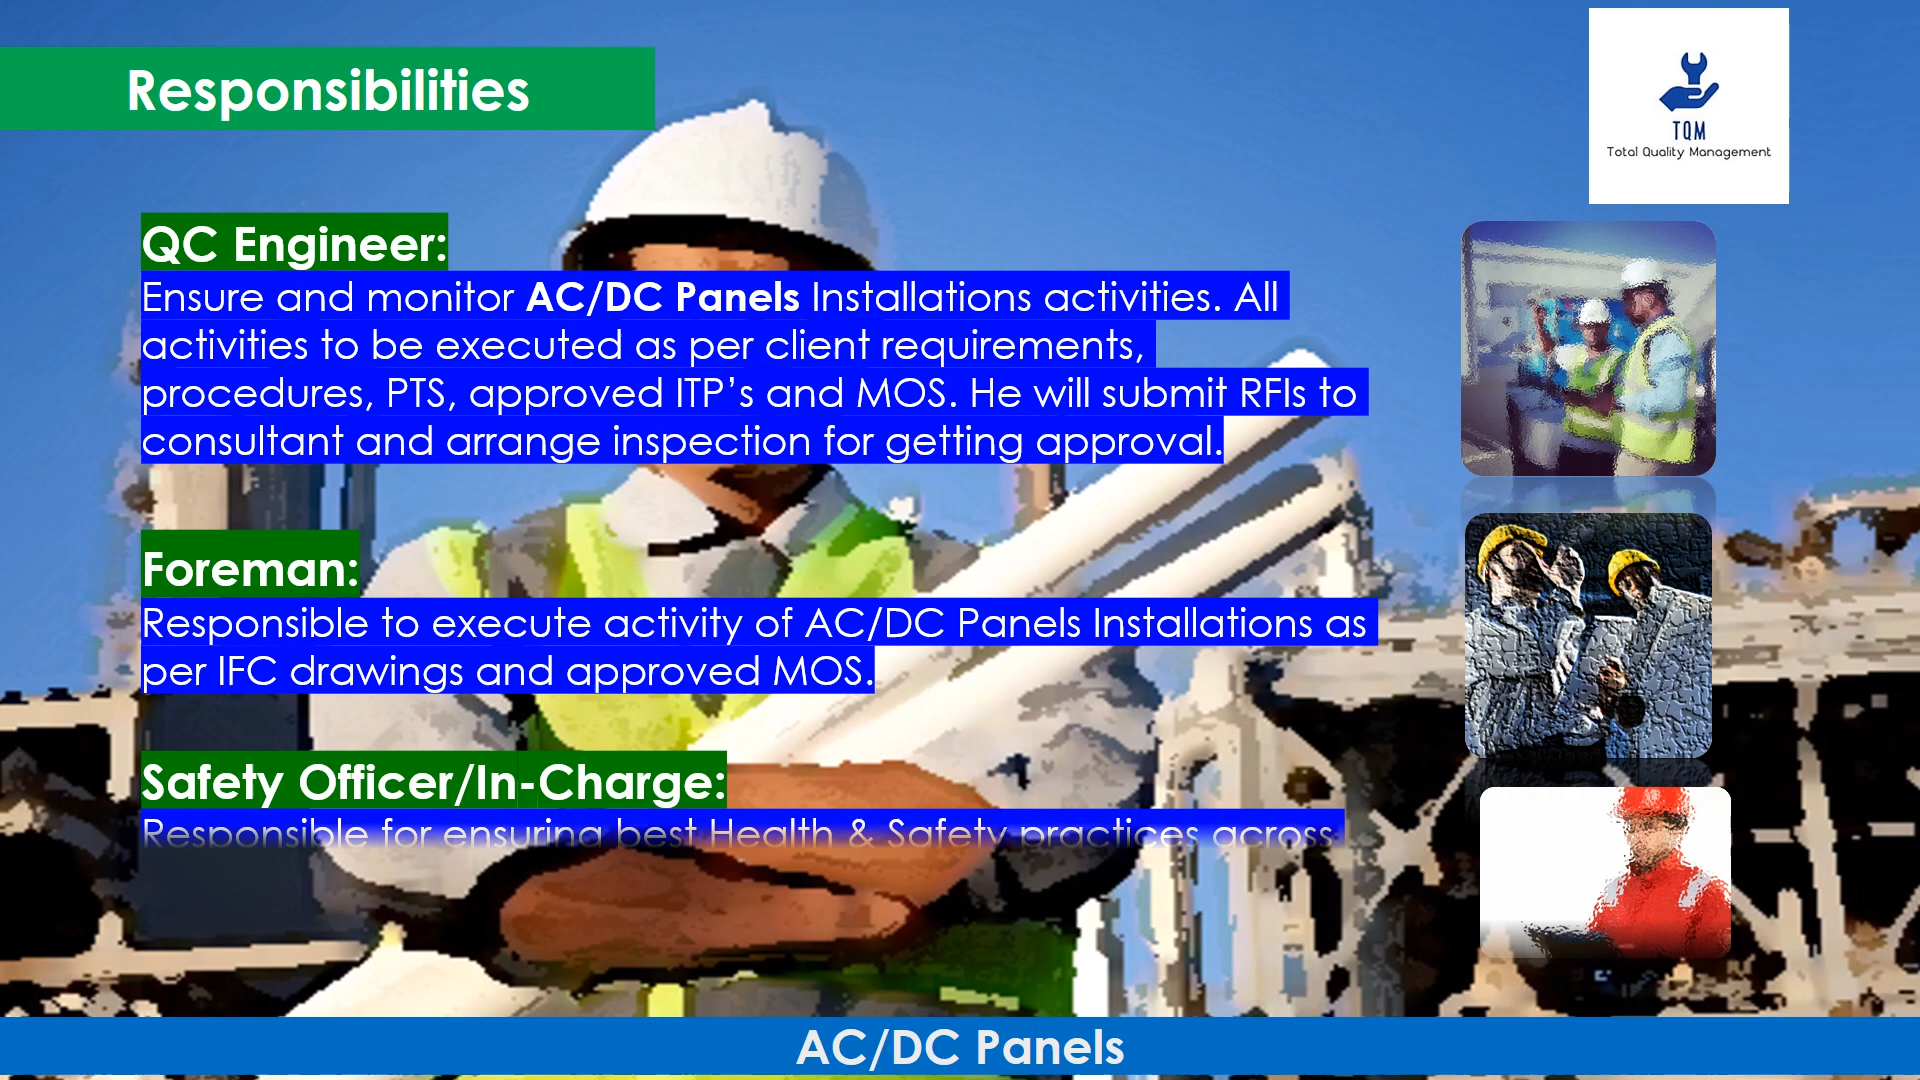 Responsibilities
TQM
Total Quality Management
QC Engineer:
Ensure and monitor AC/DC Panels Installations activities. All
activities to be executed as per client requirements,
procedures, PTS, approved ITP’s and MOS. He will submit RFIs to
consultant and arrange inspection for getting approval.
Foreman:
Responsible to execute activity of AC/DC Panels Installations as
per IFC drawings and approved MOS.
Safety Officer/In-Charge:
Responsible for ensuring best Health & Safety practices across
AC/DC Panels